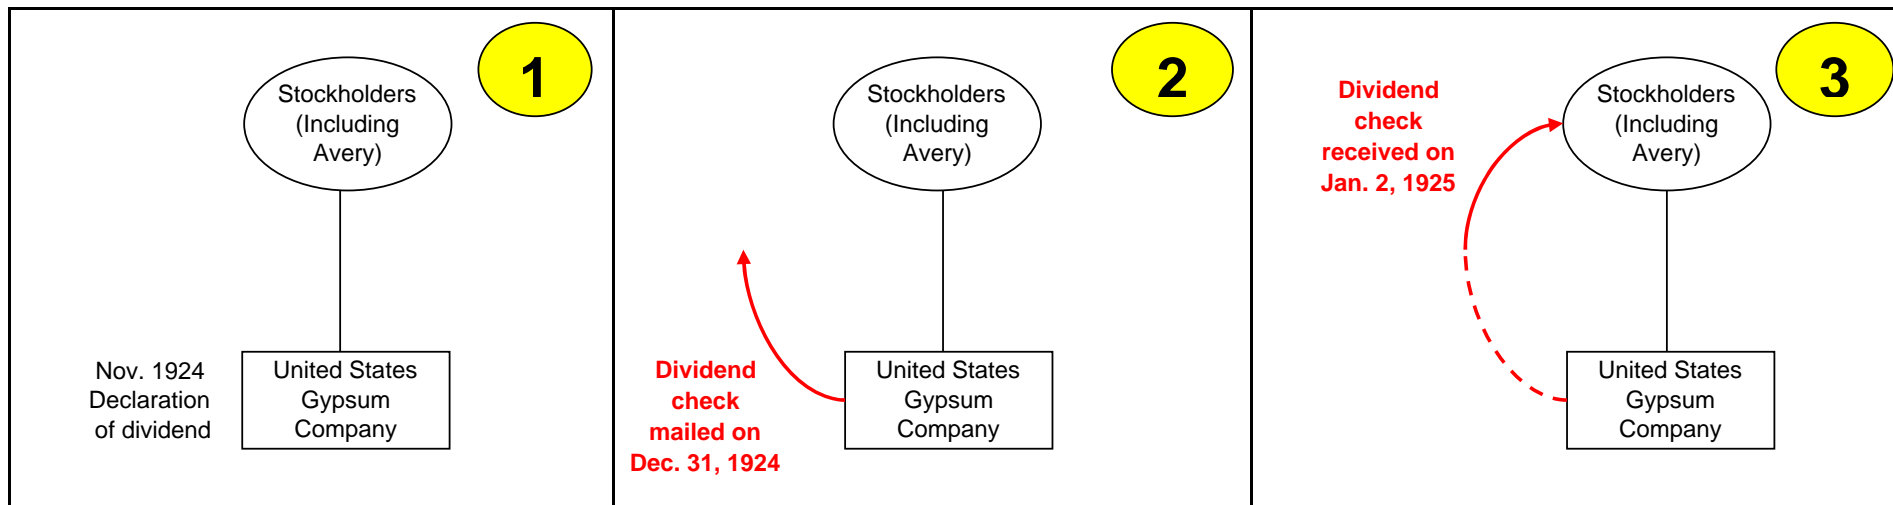 1
Stockholders
(Including
Avery)
Nov. 1924
Declaration
of dividend
United States
Gypsum
Company
2
Stockholders
(Including
Avery)
Dividend
check
mailed on
Dec. 31, 1924
United States
Gypsum
Company
3
Dividend
check
received on
Jan. 2, 1925
Stockholders
(Including
Avery)
United States
Gypsum
Company